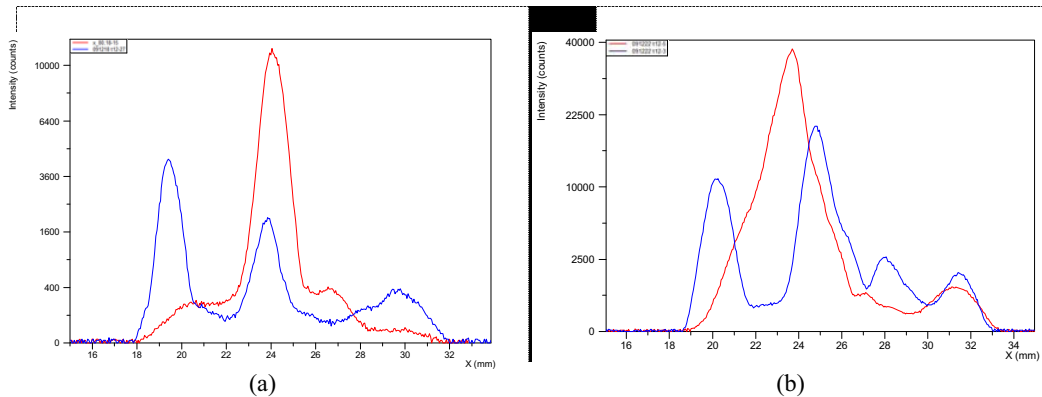 Intensity (counts)
10000
6400
3600
1600
400
0
16 18 20 22 24 26 28 30 32
X (mm)
(a)
Intensity (counts)
40000
22500
10000
2500
0
16 18 20 22 24 26 28 30 32 34
X (mm)
(b)